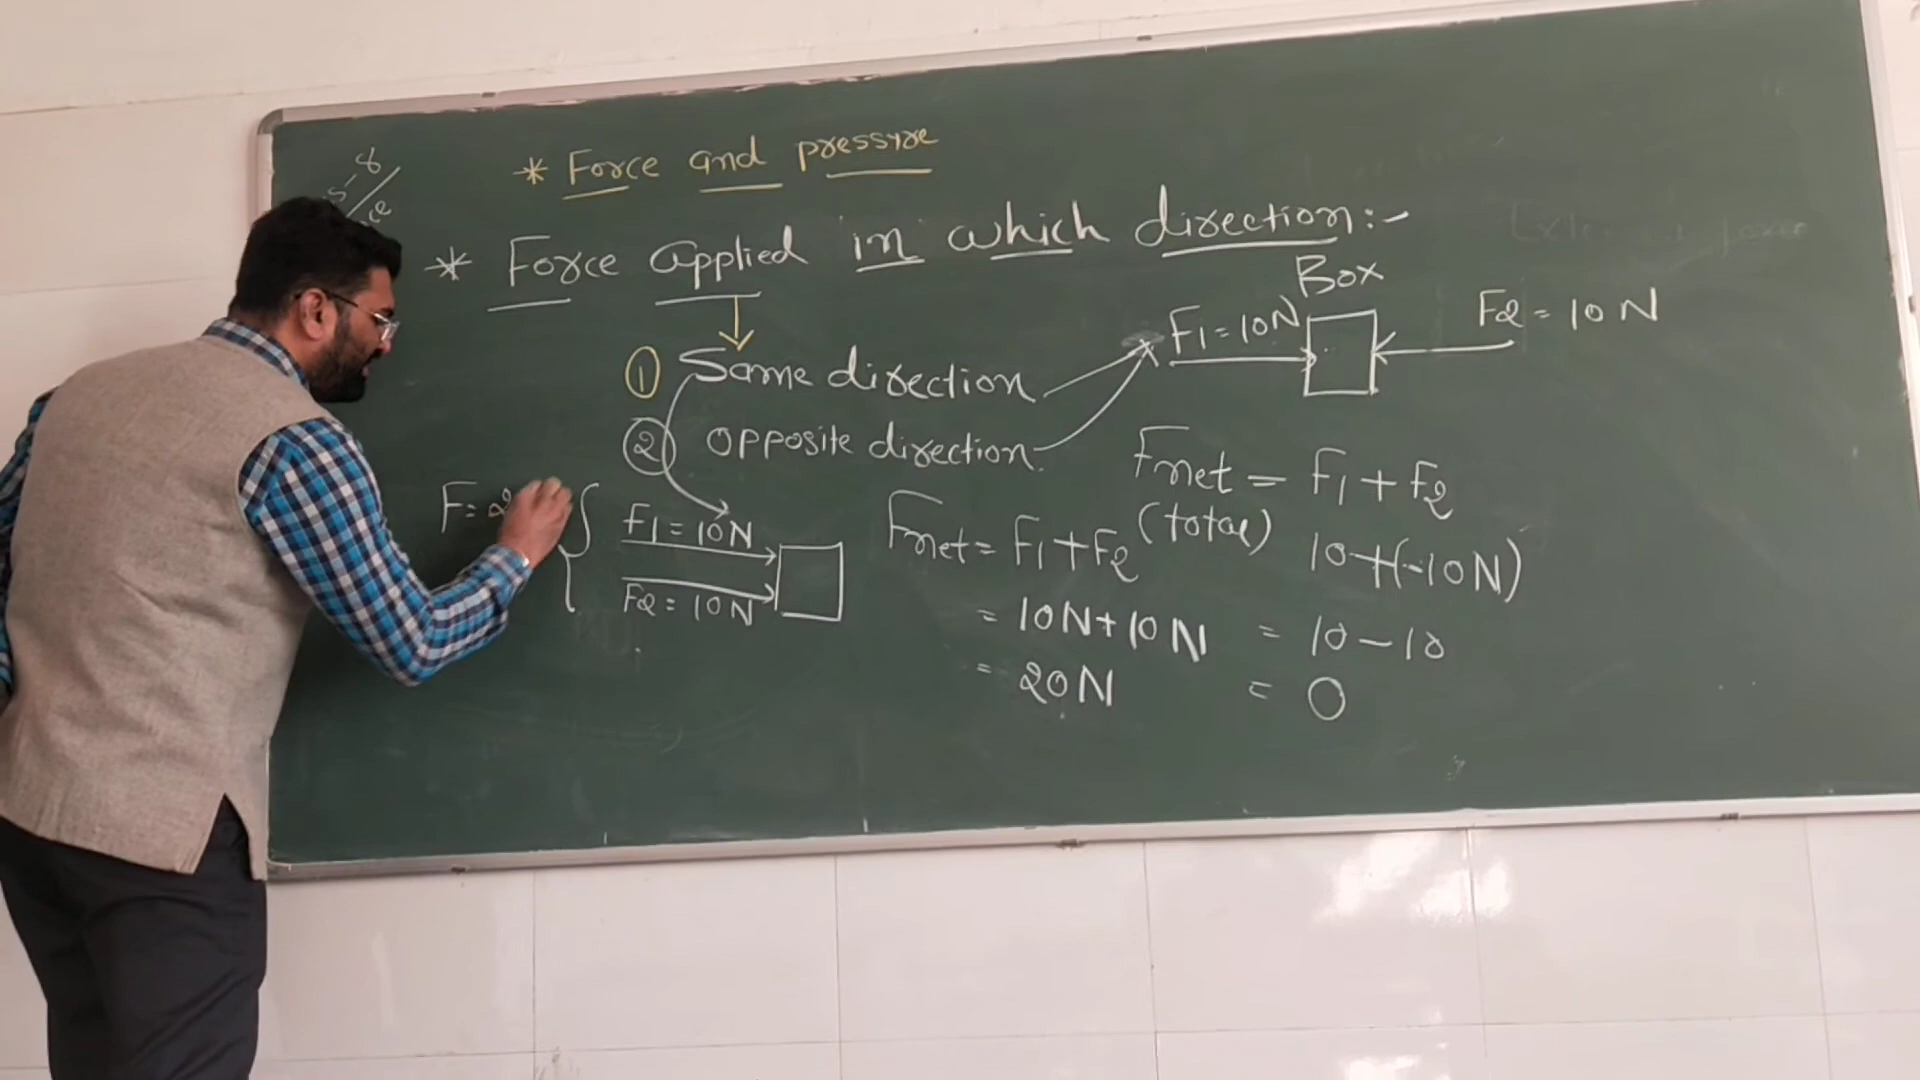 * Force and pressure
* Force applied in which direction:-
① Same direction
② opposite direction.
Box
F1 = 10N
F2 = 10 N
F = 2
F1 = 10N
F2 = 10N
Fnet = F1 + F2
= 10N + 10N
= 20N
Fnet = F1 + F2
(total)
10 + (-10N)
= 10 - 10
= 0